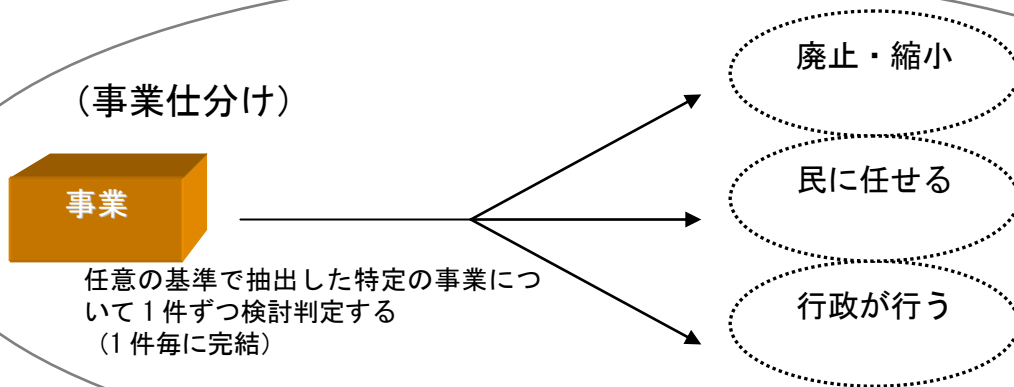 （事業仕分け）
事業
任意の基準で抽出した特定の事業につ
いて１件ずつ検討判定する
（１件毎に完結）
廃止・縮小
民に任せる
行政が行う